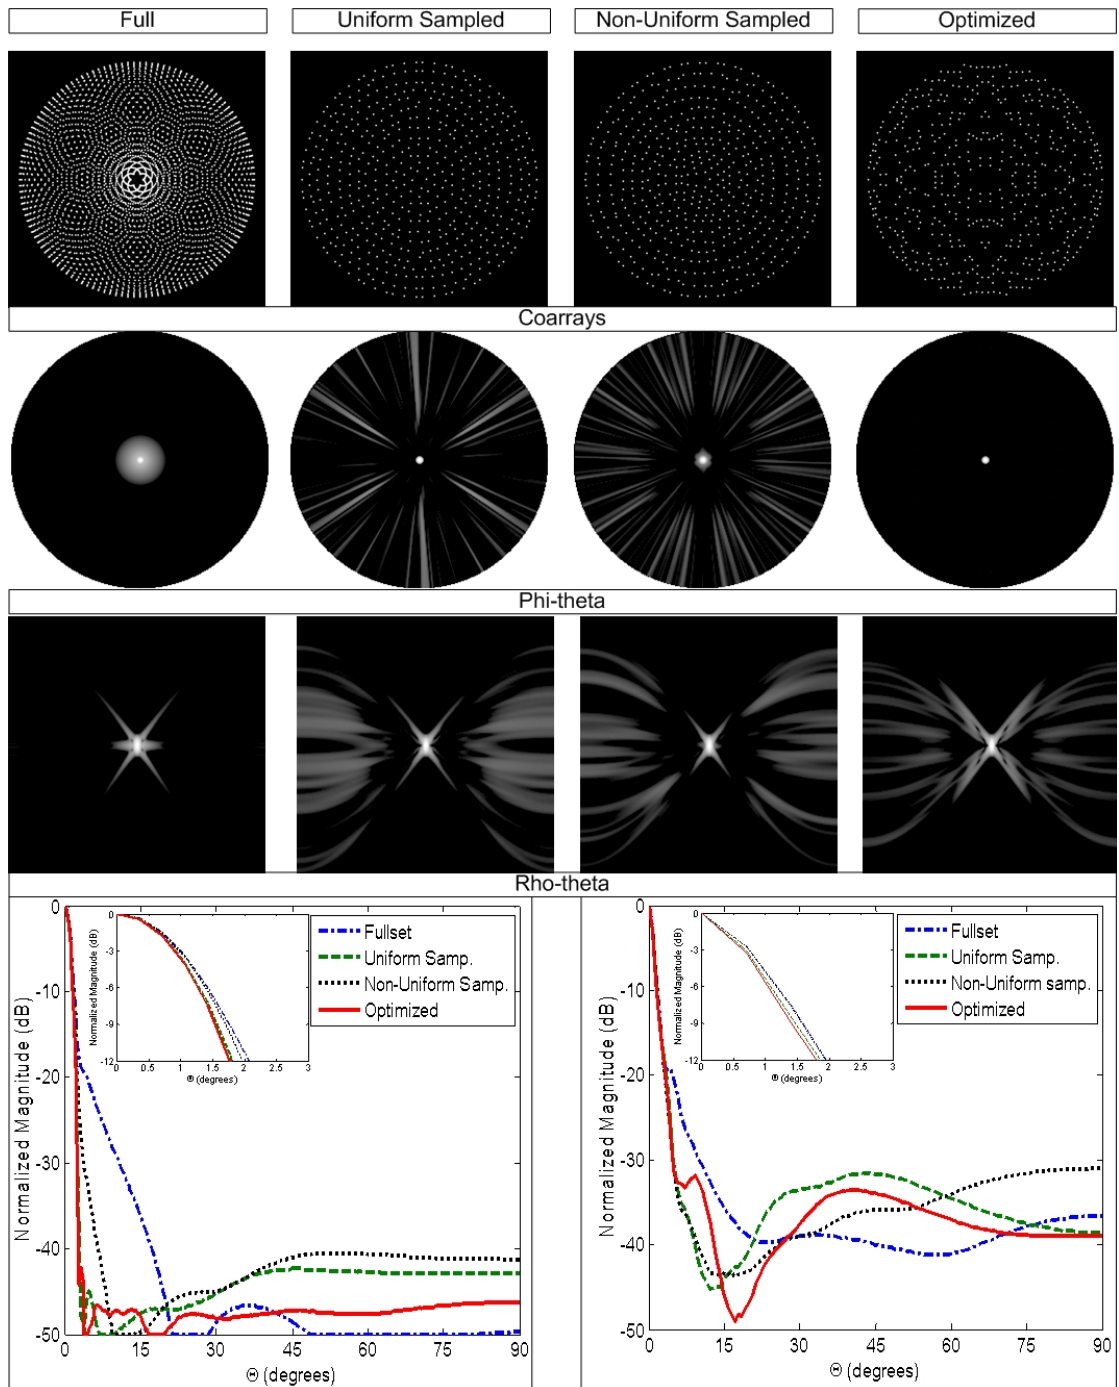 Full
Uniform Sampled
Non-Uniform Sampled
Optimized
Coarrays
Phi-theta
Rho-theta
0
-10
-20
-30
-40
-50
0 15 30 45 60 75 90
Normalized Magnitude (dB)
Θ (degrees)
0
-3
-6
-9
-12
0 0.5 1 1.5 2 2.5 3
Normalized Magnitude (dB)
Θ (degrees)
Fullset
Uniform Samp.
Non-Uniform Samp.
Optimized
0
-10
-20
-30
-40
-50
0 15 30 45 60 75 90
Normalized Magnitude (dB)
Θ (degrees)
0
-3
-6
-9
-12
0 0.5 1 1.5 2 2.5 3
Normalized Magnitude (dB)
Θ (degrees)
Fullset
Uniform Samp.
Non-Uniform samp.
Optimized